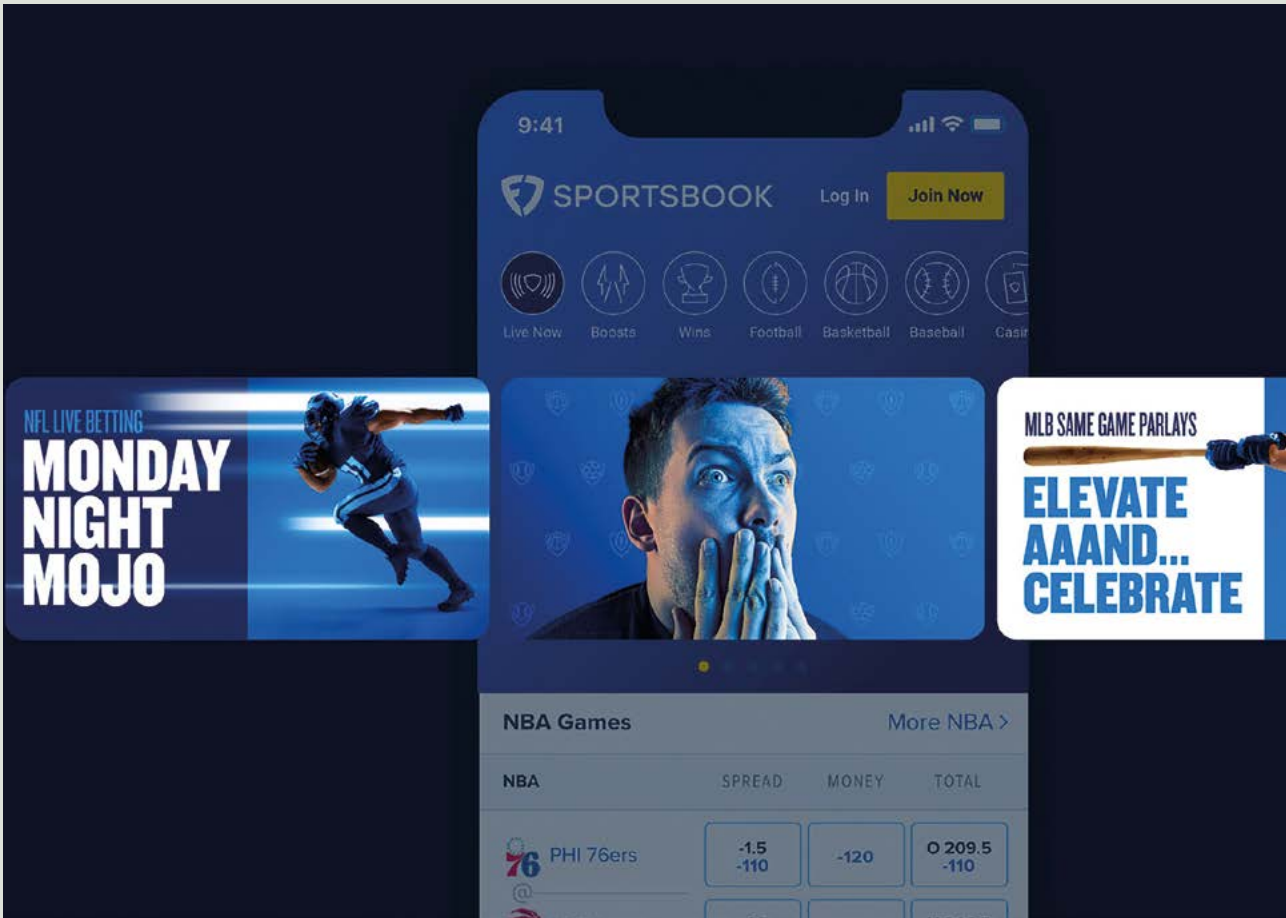 9:41
SPORTSBOOK
Log In
Join Now
Live Now
Boosts
Wins
Football
Basketball
Baseball
Casin
NFL LIVE BETTING
MONDAY
NIGHT
MOJO
MLB SAME GAME PARLAYS
ELEVATE
AAAND...
CELEBRATE
NBA Games
More NBA >
NBA
SPREAD
MONEY
TOTAL
76
PHI 76ers
-1.5
-110
-120
O 209.5
-110
@